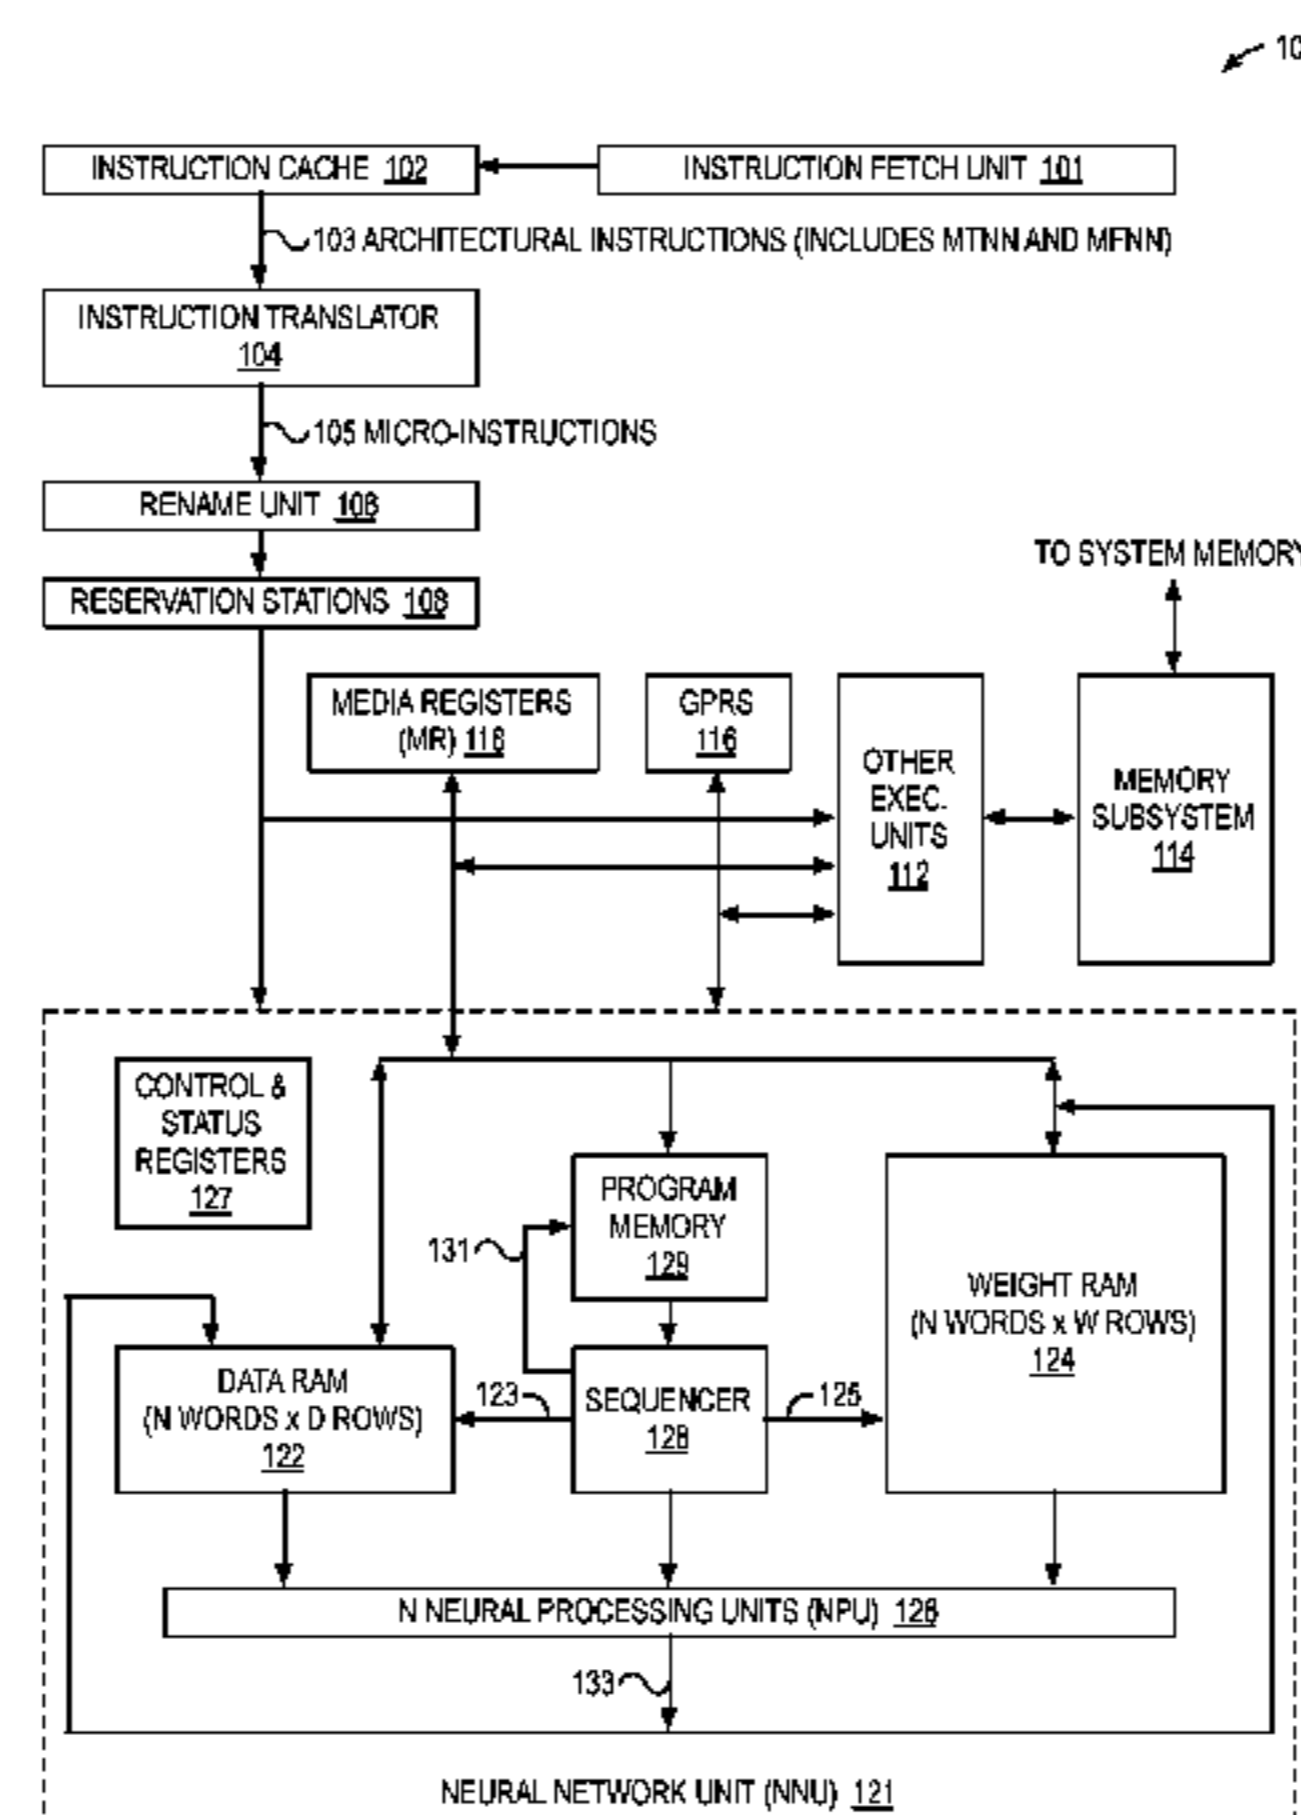 10
INSTRUCTION CACHE 102
INSTRUCTION FETCH UNIT 101
103 ARCHITECTURAL INSTRUCTIONS (INCLUDES MTNN AND MFNN)
INSTRUCTION TRANSLATOR
104
105 MICRO-INSTRUCTIONS
RENAME UNIT 106
TO SYSTEM MEMORY
RESERVATION STATIONS 108
MEDIA REGISTERS
(MR) 118
GPRS
116
OTHER
EXEC.
UNITS
112
MEMORY
SUBSYSTEM
114
CONTROL &
STATUS
REGISTERS
127
PROGRAM
MEMORY
129
131
WEIGHT RAM
(N WORDS x W ROWS)
124
DATA RAM
(N WORDS x D ROWS)
122
123
SEQUENCER
128
125
N NEURAL PROCESSING UNITS (NPU) 126
133
NEURAL NETWORK UNIT (NNU) 121